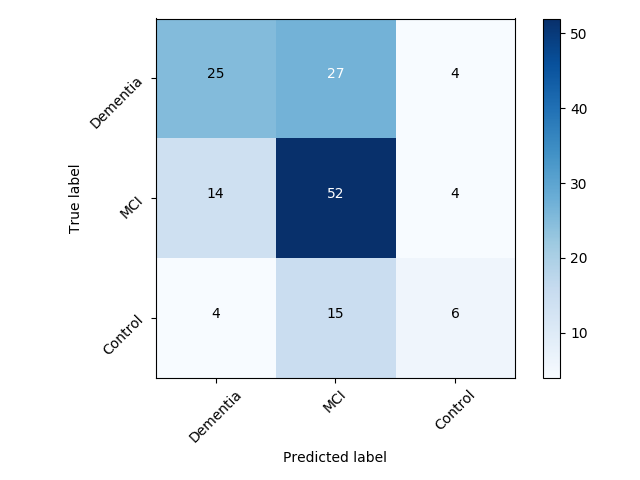 Dementia
MCI
Control
True label
25 27 4
14 52 4
4 15 6
Dementia MCI Control
Predicted label
50
40
30
20
10